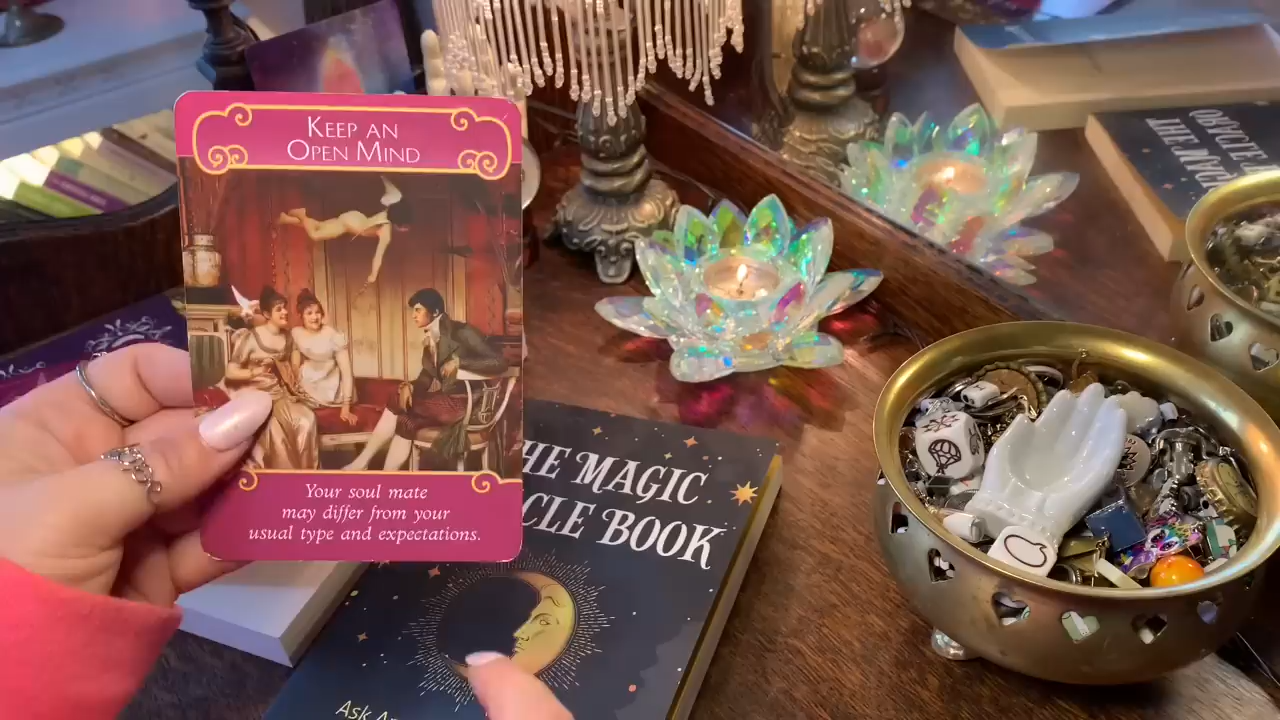 KEEP AN
OPEN MIND
Your soul mate
may differ from your
usual type and expectations.
HE MAGIC
CLE BOOK
Ask